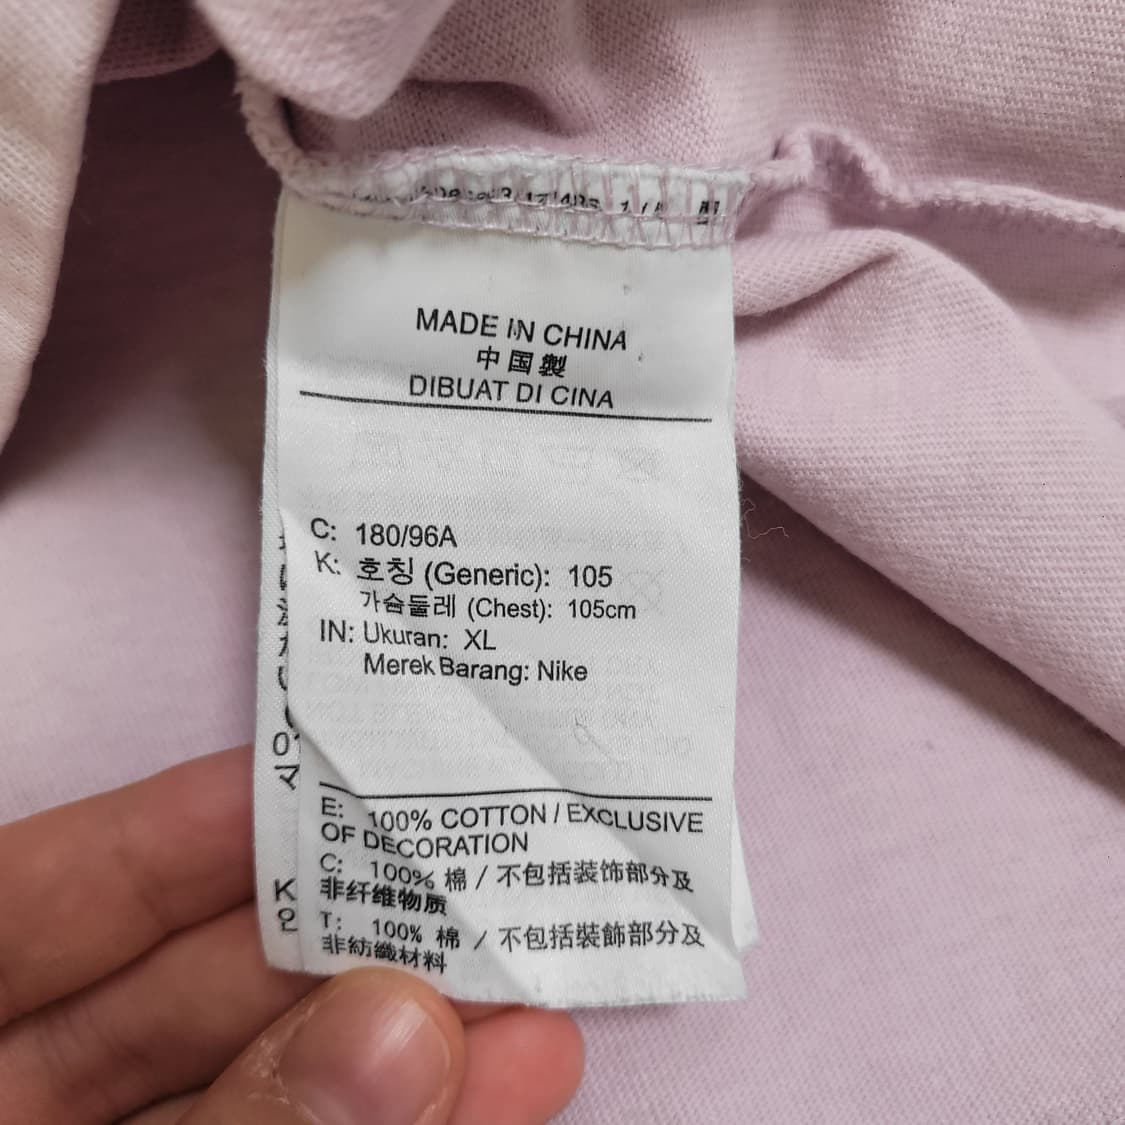 MADE IN CHINA
中国製
DIBUAT DI CINA
C: 180/96A
K: 호칭 (Generic): 105
가슴둘레 (Chest): 105cm
IN: Ukuran: XL
Merek Barang: Nike
E: 100% COTTON / EXCLUSIVE
OF DECORATION
C: 100% 棉 / 不包括装饰部分及
非纤维物质
T: 100% 棉 / 不包括裝飾部分及
非紡織材料